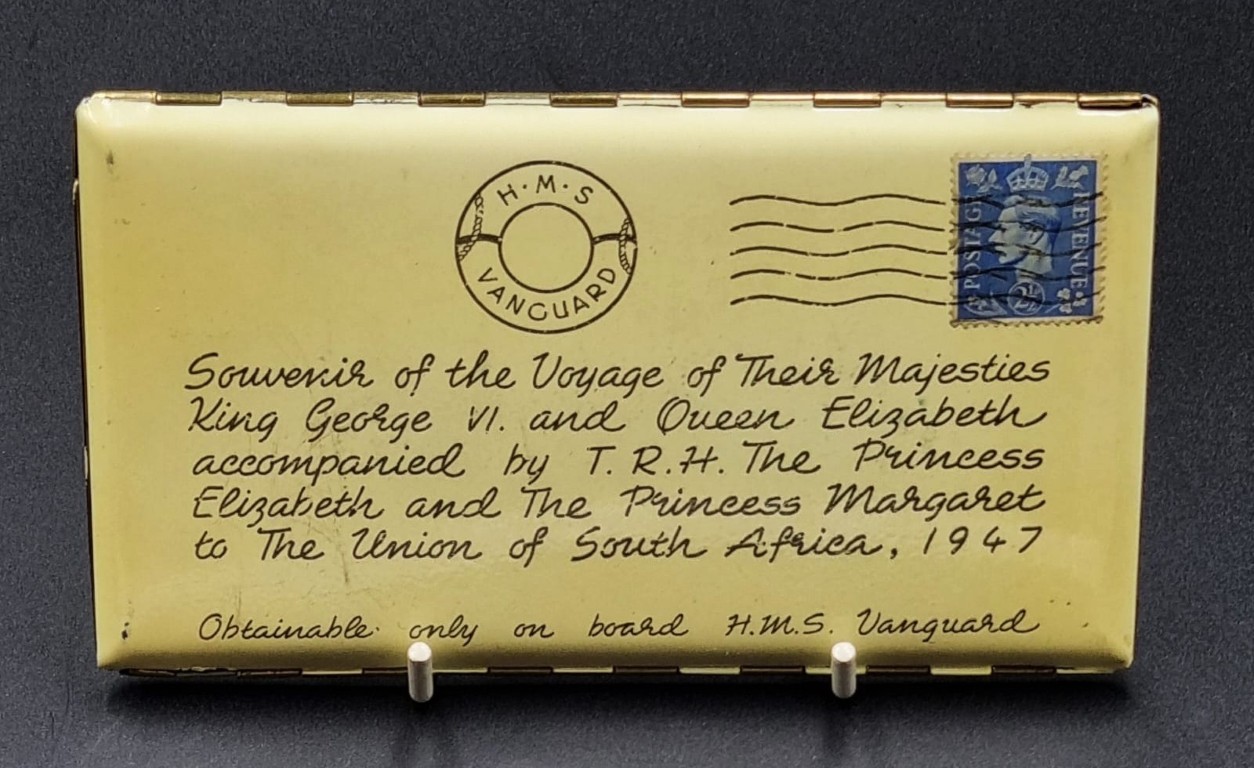 H·M·S
VANGUARD
POSTAGE
REVENUE
2½
Souvenir of the Voyage of Their Majesties
King George VI. and Queen Elizabeth
accompanied by T.R.H. The Princess
Elizabeth and The Princess Margaret
to The Union of South Africa, 1947
Obtainable only on board H.M.S. Vanguard